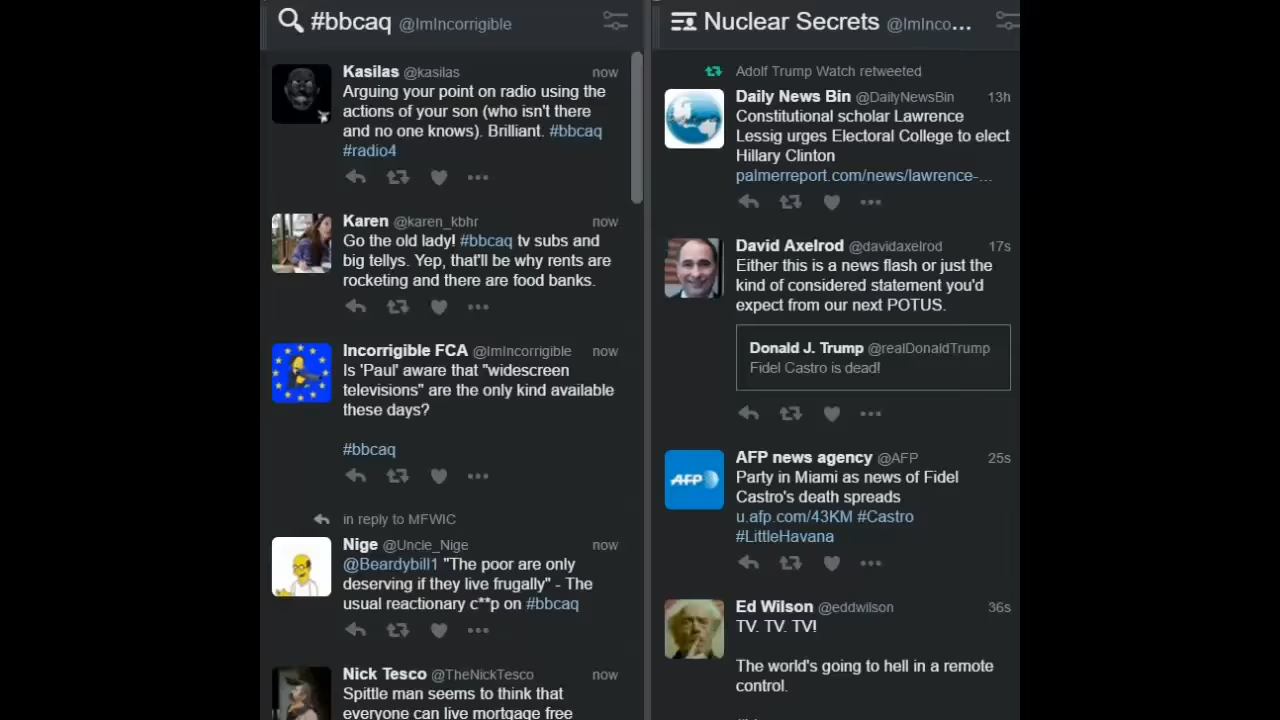 #bbcaq @ImIncorrigible
Kasilas @kasilas now
Arguing your point on radio using the
actions of your son (who isn't there
and no one knows). Brilliant. #bbcaq
#radio4
Karen @karen_kbhr now
Go the old lady! #bbcaq tv subs and
big tellys. Yep, that'll be why rents are
rocketing and there are food banks.
Incorrigible FCA @ImIncorrigible now
Is 'Paul' aware that "widescreen
televisions" are the only kind available
these days?
#bbcaq
in reply to MFWIC
Nige @Uncle_Nige now
@Beardybill1 "The poor are only
deserving if they live frugally" - The
usual reactionary c**p on #bbcaq
Nick Tesco @TheNickTesco now
Spittle man seems to think that
everyone can live mortgage free
Nuclear Secrets @ImInco...
Adolf Trump Watch retweeted
Daily News Bin @DailyNewsBin 13h
Constitutional scholar Lawrence
Lessig urges Electoral College to elect
Hillary Clinton
palmerreport.com/news/lawrence-...
David Axelrod @davidaxelrod 17s
Either this is a news flash or just the
kind of considered statement you'd
expect from our next POTUS.
Donald J. Trump @realDonaldTrump
Fidel Castro is dead!
AFP news agency @AFP 25s
Party in Miami as news of Fidel
Castro's death spreads
u.afp.com/43KM #Castro
#LittleHavana
AFP
Ed Wilson @eddwilson 36s
TV. TV. TV!
The world's going to hell in a remote
control.